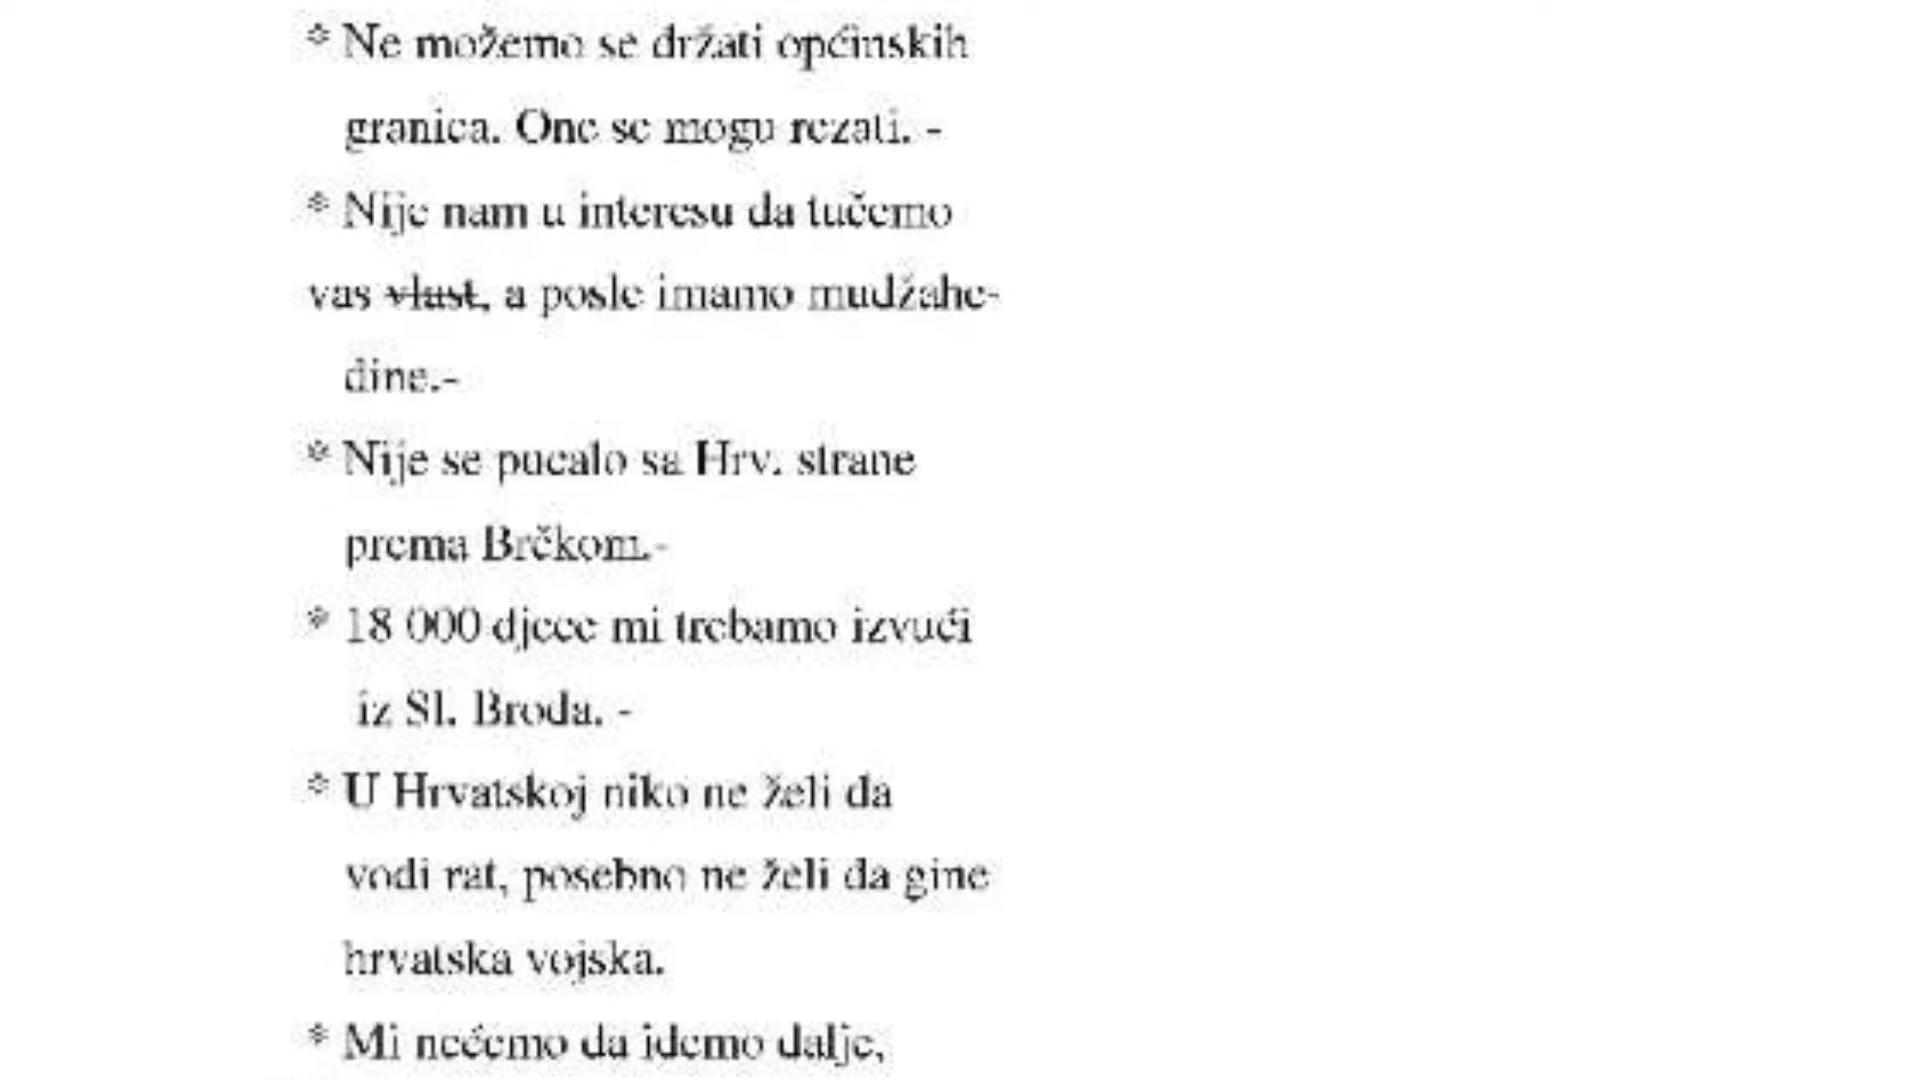 * Ne možemo se držati općinskih
granica. One se mogu rezati. -
* Nije nam u interesu da tučemo
vas vlast, a posle imamo mudžahe-
dine.-
* Nije se pucalo sa Hrv. strane
prema Brčkom.-
* 18 000 djece mi trebamo izvući
iz Sl. Broda. -
* U Hrvatskoj niko ne želi da
vodi rat, posebno ne želi da gine
hrvatska vojska.
* Mi nećemo da idemo dalje,